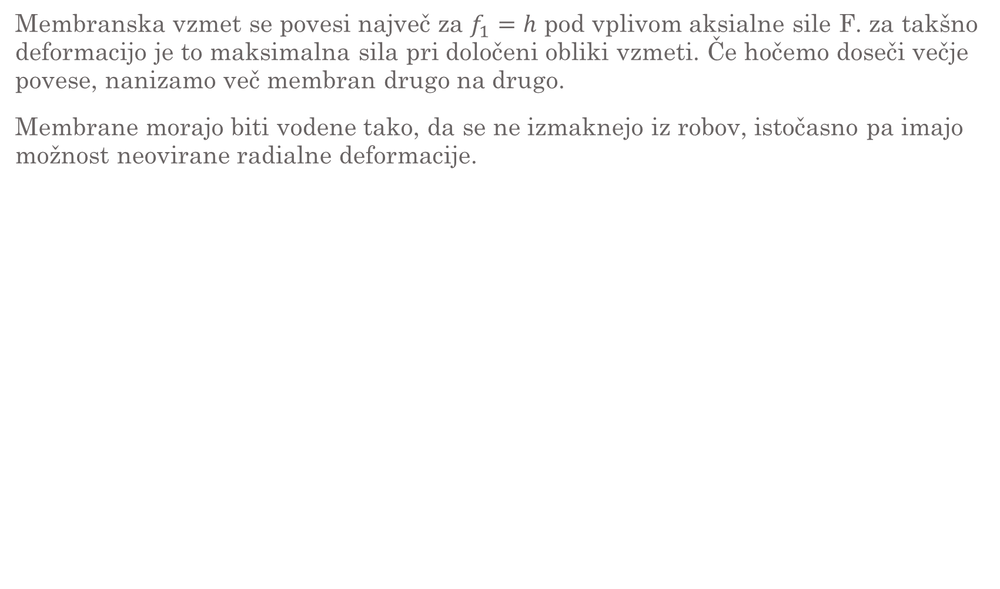 Membranska vzmet se povesi največ za f₁ = h pod vplivom aksialne sile F. za takšno
deformacijo je to maksimalna sila pri določeni obliki vzmeti. Če hočemo doseči večje
povese, nanizamo več membran drugo na drugo.
Membrane morajo biti vodene tako, da se ne izmaknejo iz robov, istočasno pa imajo
možnost neovirane radialne deformacije.